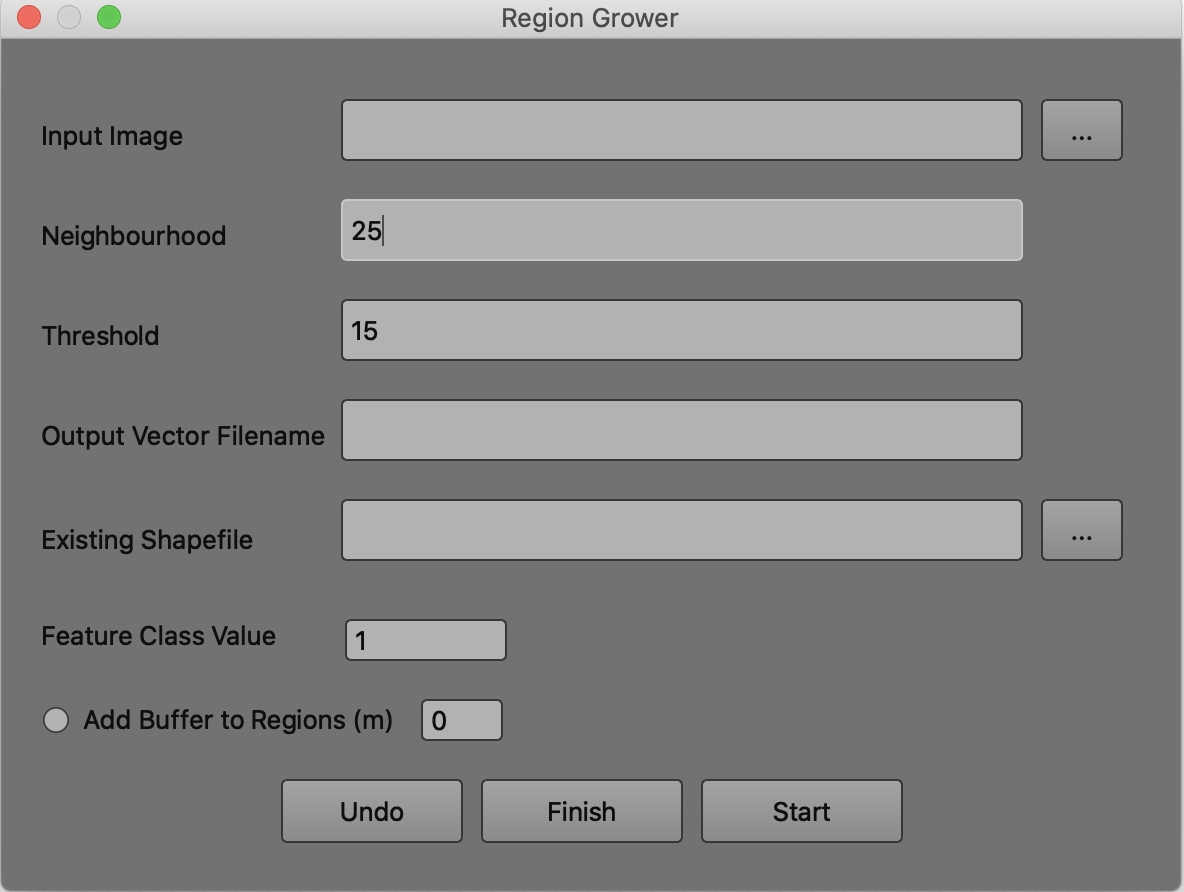 Region Grower
Input Image
...
Neighbourhood 25
Threshold 15
Output Vector Filename
Existing Shapefile
...
Feature Class Value 1
Add Buffer to Regions (m) 0
Undo Finish Start